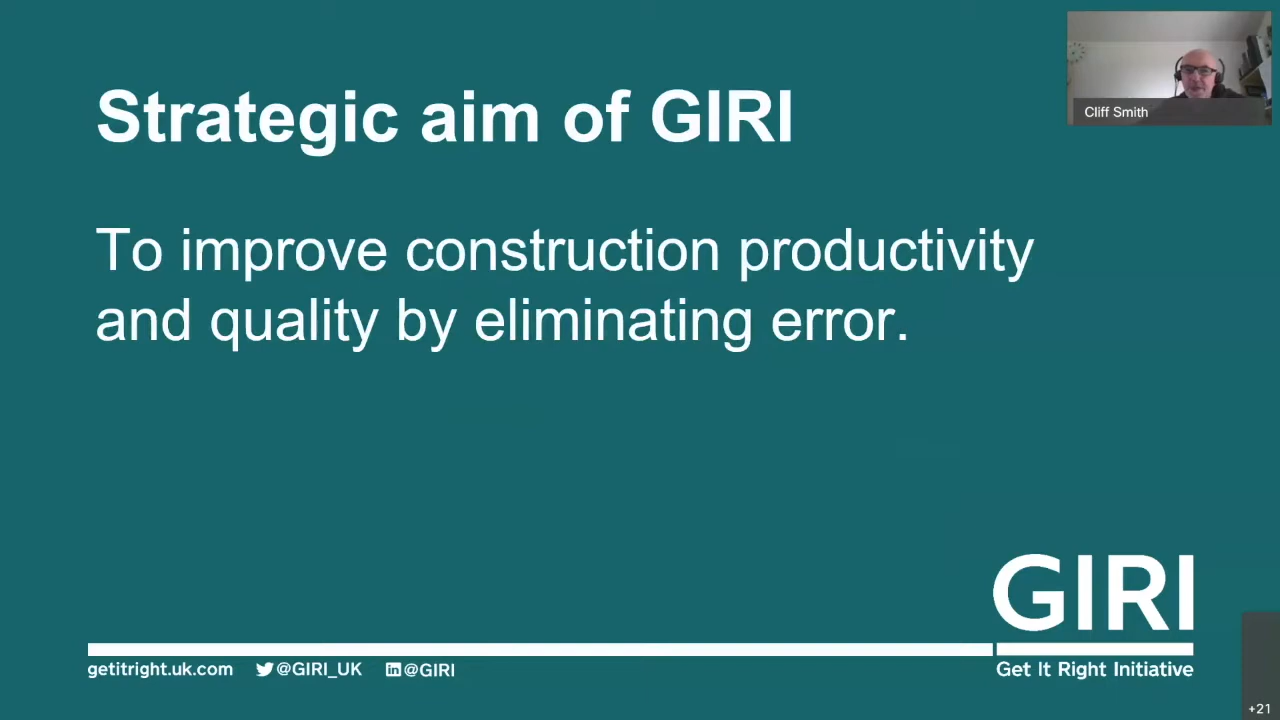 Strategic aim of GIRI
Cliff Smith
To improve construction productivity
and quality by eliminating error.
GIRI
getitright.uk.com @GIRI_UK in @GIRI
Get It Right Initiative
+21